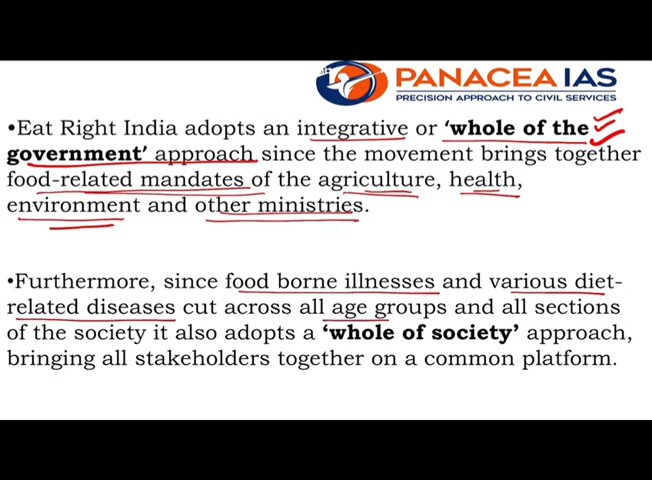 PANACEA IAS
PRECISION APPROACH TO CIVIL SERVICES
•Eat Right India adopts an integrative or ‘whole of the
government’ approach since the movement brings together
food-related mandates of the agriculture, health,
environment and other ministries.
•Furthermore, since food borne illnesses and various diet-
related diseases cut across all age groups and all sections
of the society it also adopts a ‘whole of society’ approach,
bringing all stakeholders together on a common platform.